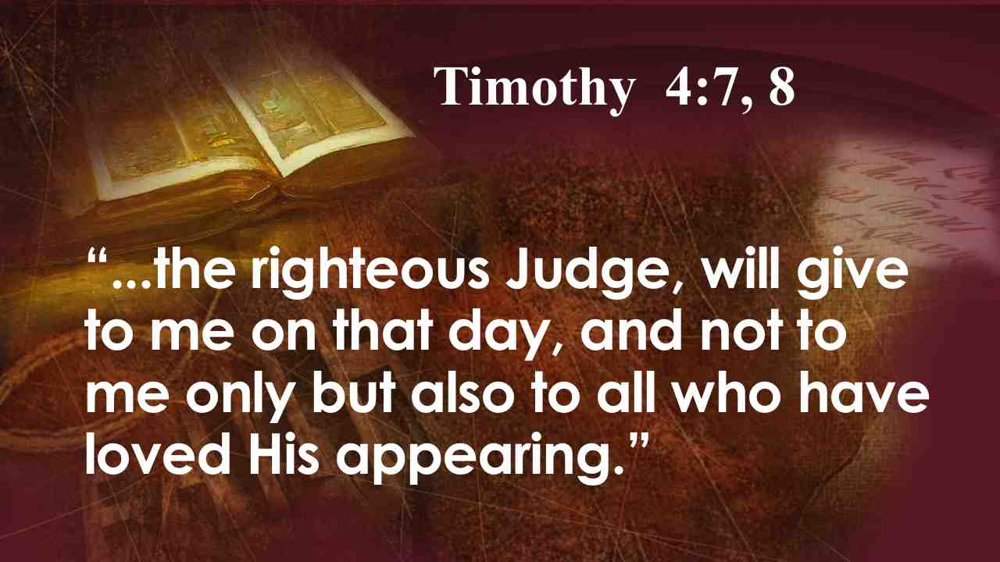 Timothy 4:7, 8
“...the righteous Judge, will give
to me on that day, and not to
me only but also to all who have
loved His appearing.”